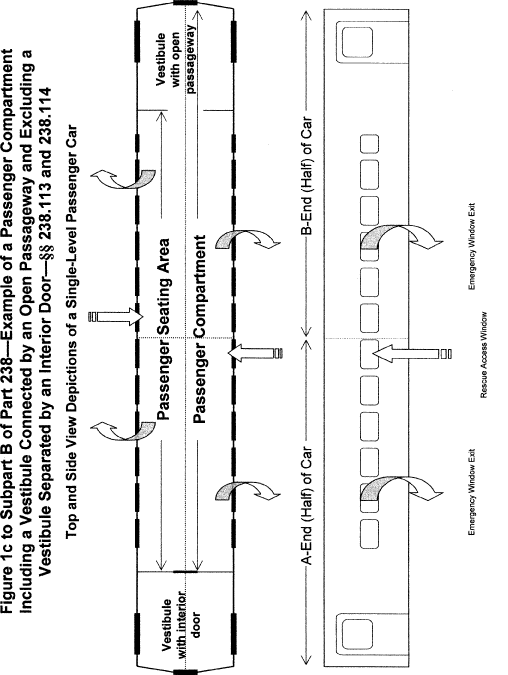 Figure 1c to Subpart B of Part 238—Example of a Passenger Compartment
Including a Vestibule Connected by an Open Passageway and Excluding a
Vestibule Separated by an Interior Door—§§ 238.113 and 238.114
Top and Side View Depictions of a Single-Level Passenger Car
Vestibule
with interior
door
Passenger Seating Area
Passenger Compartment
Vestibule
with open
passageway
A-End (Half) of Car
B-End (Half) of Car
Emergency Window Exit
Rescue Access Window
Emergency Window Exit